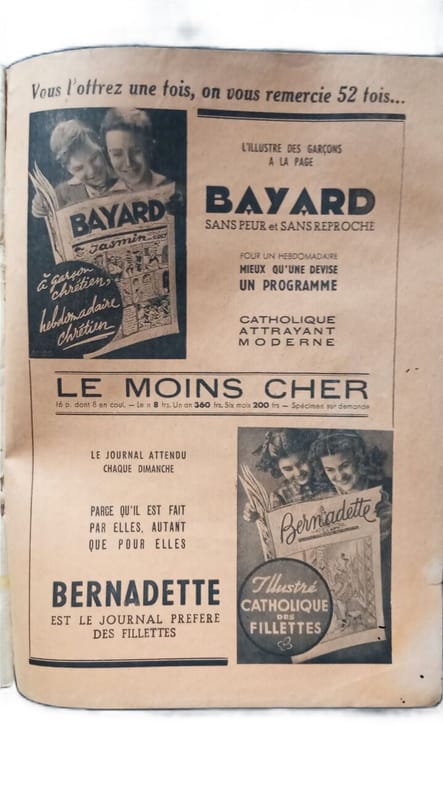 Vous l'offrez une fois, on vous remercie 52 fois...
BAYARD
Jasmin
à garçon
chrétien,
hebdomadaire
chrétien
L'ILLUSTRE DES GARÇONS
A LA PAGE
BAYARD
SANS PEUR et SANS REPROCHE
POUR UN HEBDOMADAIRE
MIEUX QU'UNE DEVISE
UN PROGRAMME
CATHOLIQUE
ATTRAYANT
MODERNE
LE MOINS CHER
16 p. dont 8 en coul. — Le n° 8 frs. Un an 360 frs. Six mois 200 frs — Spécimen sur demande
LE JOURNAL ATTENDU
CHAQUE DIMANCHE
PARCE QU'IL EST FAIT
PAR ELLES, AUTANT
QUE POUR ELLES
BERNADETTE
EST LE JOURNAL PREFERE
DES FILLETTES
Bernadette
Illustré
CATHOLIQUE
DES
FILLETTES